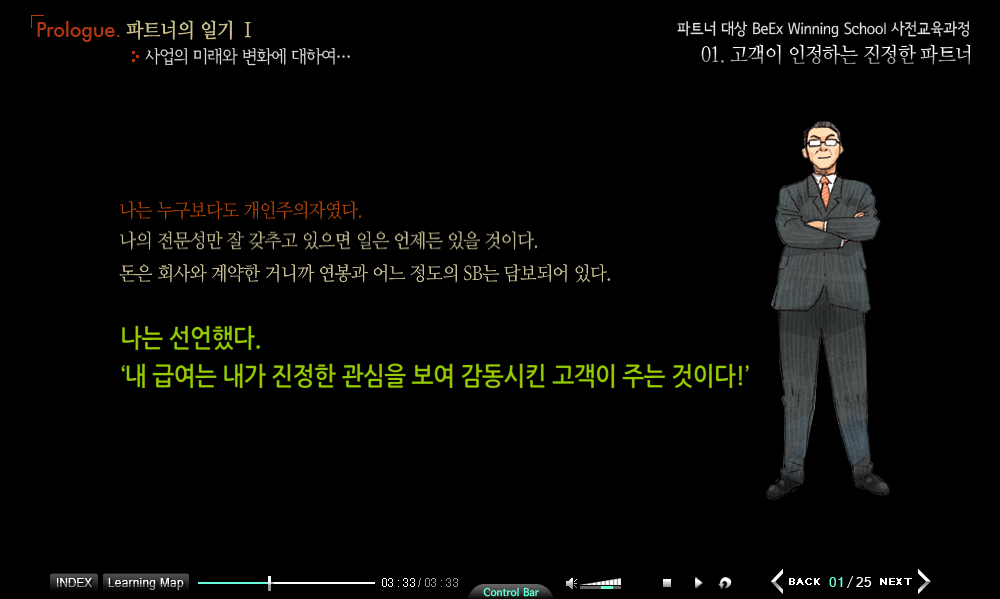 Prologue. 파트너의 일기 Ⅰ
사업의 미래와 변화에 대하여…
파트너 대상 BeEx Winning School 사전교육과정
01. 고객이 인정하는 진정한 파트너
나는 누구보다도 개인주의자였다.
나의 전문성만 잘 갖추고 있으면 일은 언제든 있을 것이다.
돈은 회사와 계약한 거니까 연봉과 어느 정도의 SB는 담보되어 있다.
나는 선언했다.
‘내 급여는 내가 진정한 관심을 보여 감동시킨 고객이 주는 것이다!’
INDEX Learning Map 03 : 33 / 03 : 33 Control Bar BACK 01 / 25 NEXT